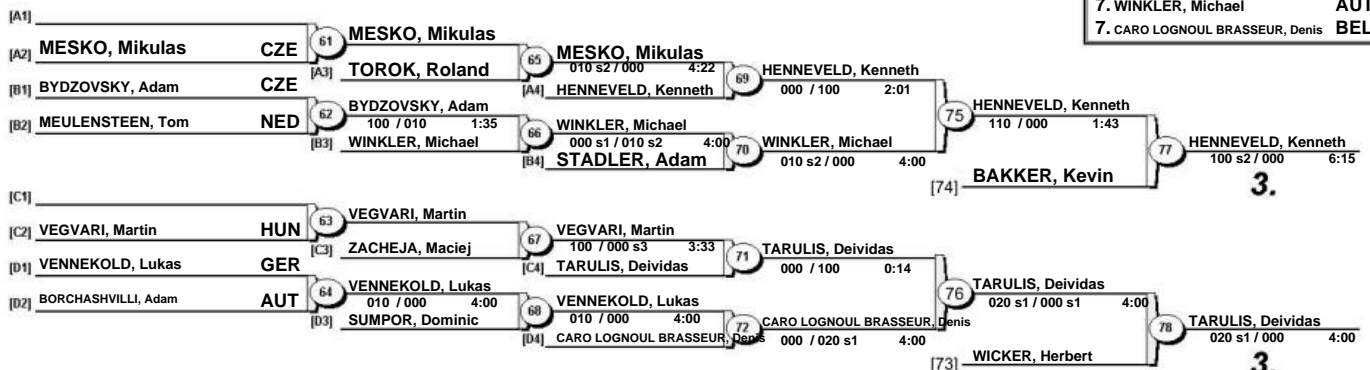 7. WINKLER, Michael AUT
7. CARO LOGNOUL BRASSEUR, Denis BEL
[A1]
[A2] MESKO, Mikulas CZE
61
MESKO, Mikulas
[A3] TOROK, Roland
65
MESKO, Mikulas
010 s2 / 000 4:22
[A4] HENNEVELD, Kenneth
69
HENNEVELD, Kenneth
000 / 100 2:01
[B1] BYDZOVSKY, Adam CZE
[B2] MEULENSTEEN, Tom NED
62
BYDZOVSKY, Adam
100 / 010 1:35
[B3] WINKLER, Michael
66
WINKLER, Michael
000 s1 / 010 s2 4:00
[B4] STADLER, Adam
70
WINKLER, Michael
010 s2 / 000 4:00
75
HENNEVELD, Kenneth
110 / 000 1:43
[74] BAKKER, Kevin
77
HENNEVELD, Kenneth
100 s2 / 000 6:15
3.
[C1]
[C2] VEGVARI, Martin HUN
63
VEGVARI, Martin
[C3] ZACHEJA, Maciej
67
VEGVARI, Martin
100 / 000 s3 3:33
[C4] TARULIS, Deividas
71
TARULIS, Deividas
000 / 100 0:14
[D1] VENNEKOLD, Lukas GER
[D2] BORCHASHVILLI, Adam AUT
64
VENNEKOLD, Lukas
010 / 000 4:00
[D3] SUMPOR, Dominic
68
VENNEKOLD, Lukas
010 / 000 4:00
[D4] CARO LOGNOUL BRASSEUR, Denis
72
CARO LOGNOUL BRASSEUR, Denis
000 / 020 s1 4:00
76
TARULIS, Deividas
020 s1 / 000 s1 4:00
[73] WICKER, Herbert
78
TARULIS, Deividas
020 s1 / 000 4:00
3.